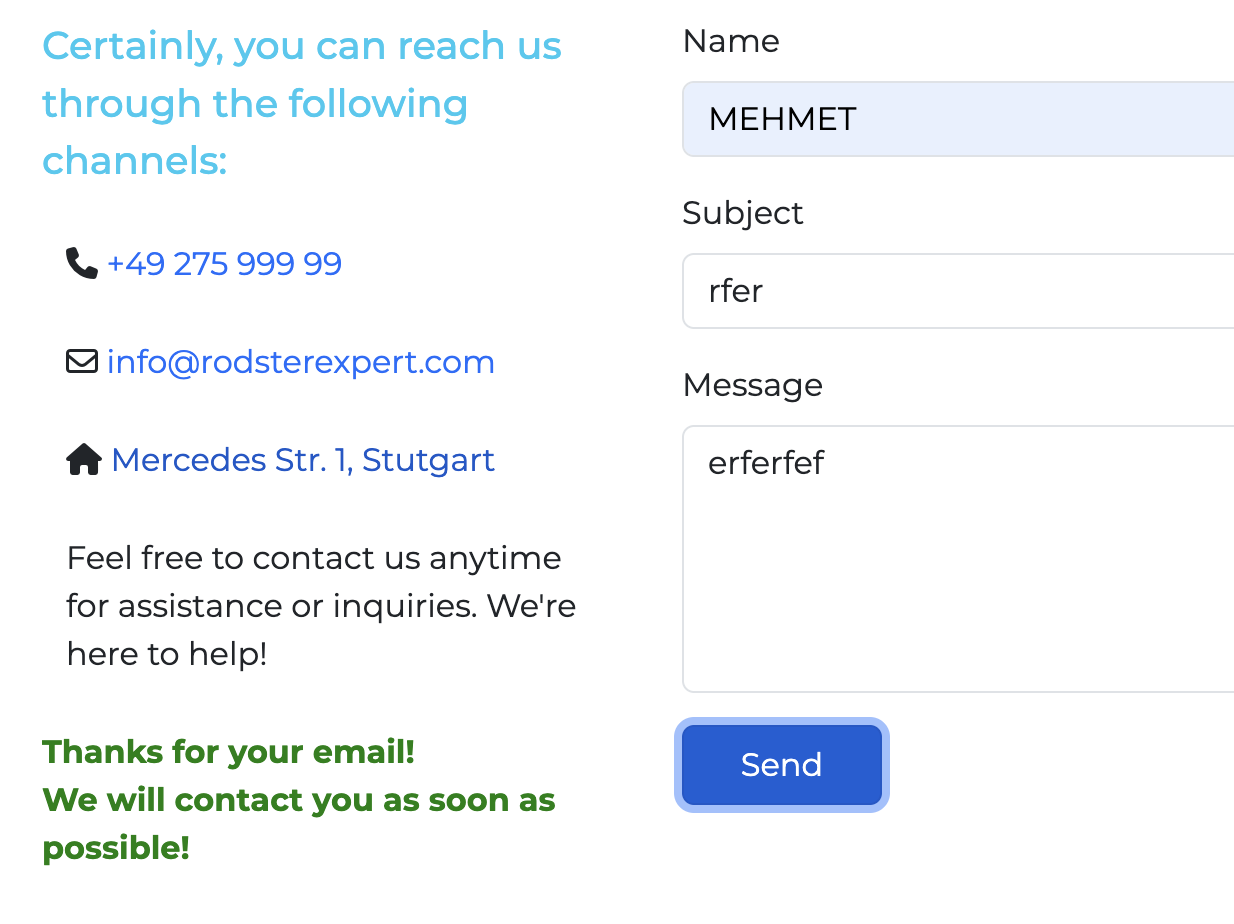 Certainly, you can reach us
through the following
channels:
+49 275 999 99
info@rodsterexpert.com
Mercedes Str. 1, Stutgart
Feel free to contact us anytime
for assistance or inquiries. We're
here to help!
Thanks for your email!
We will contact you as soon as
possible!
Name
MEHMET
Subject
rfer
Message
erferfef
Send